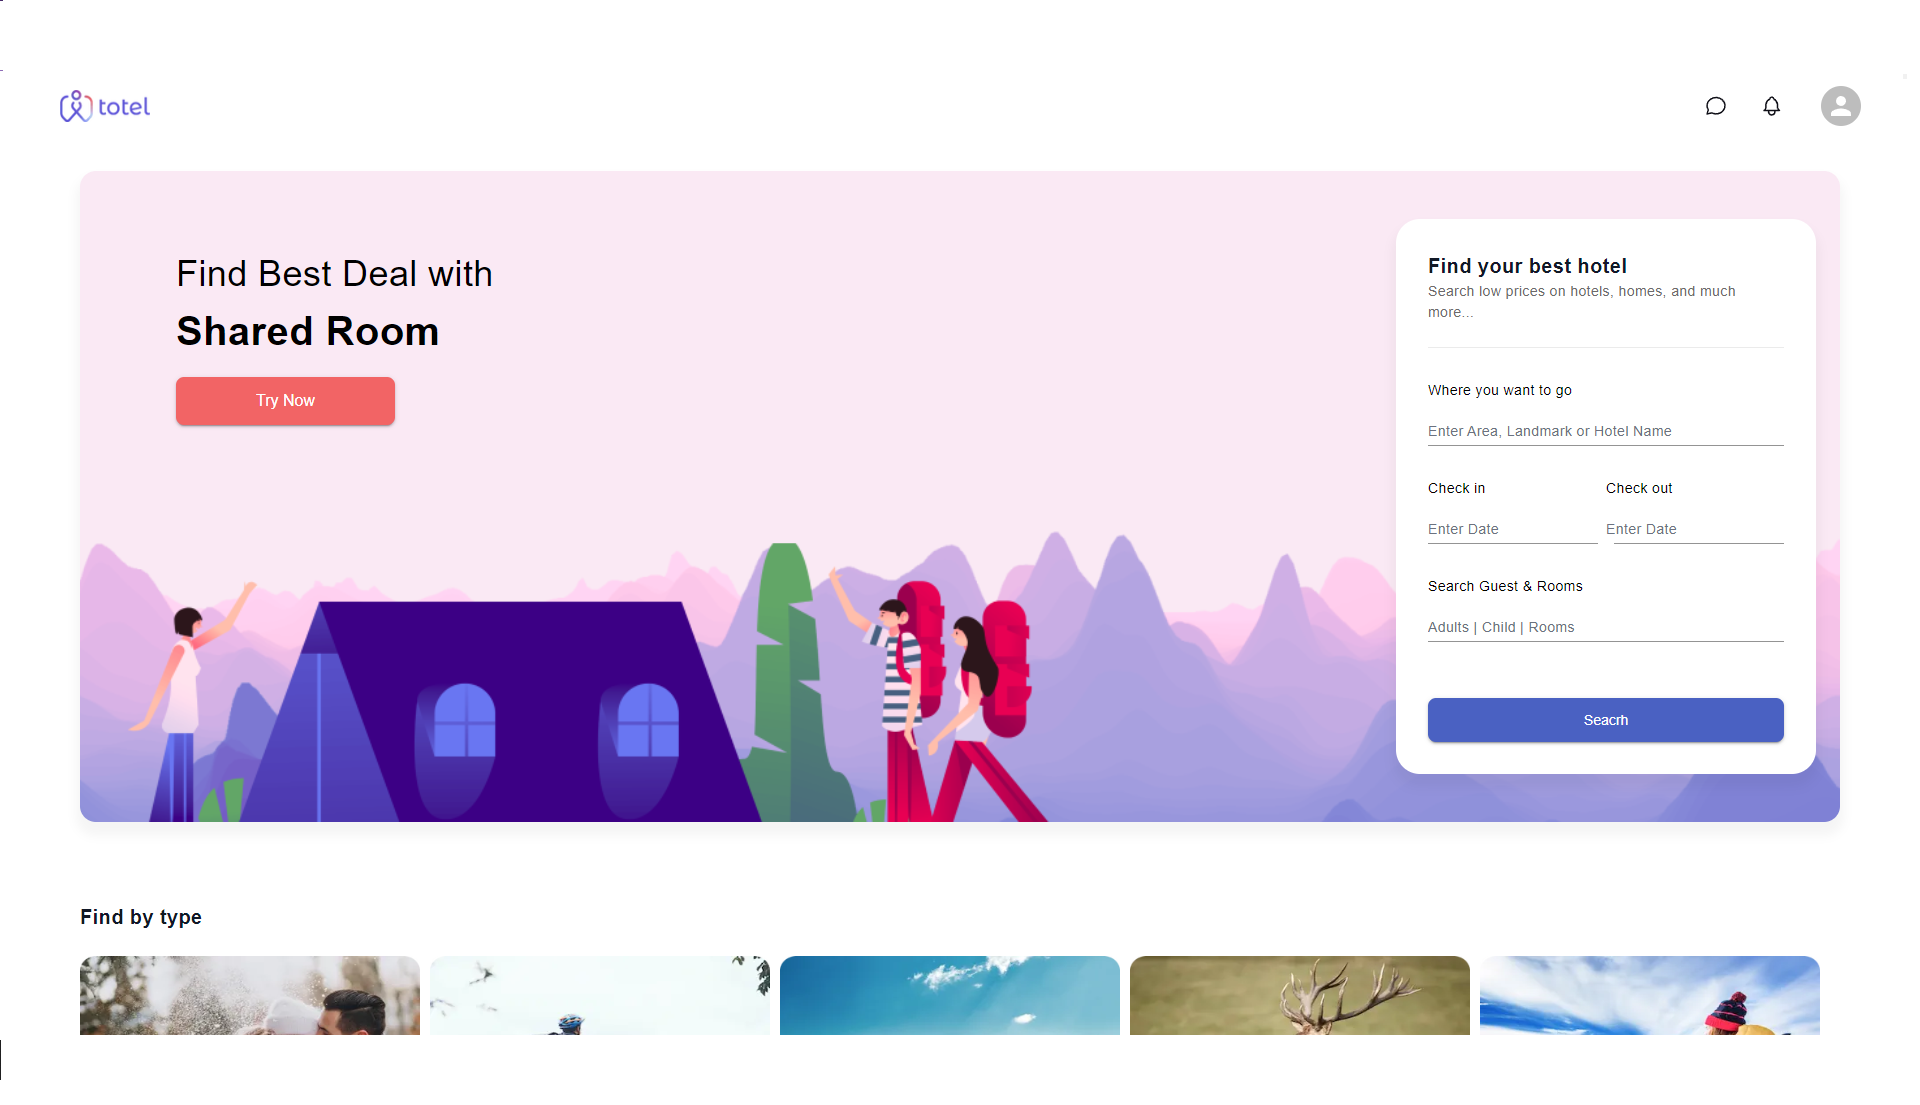 totel
Find Best Deal with
Shared Room
Try Now
Find your best hotel
Search low prices on hotels, homes, and much
more...
Where you want to go
Enter Area, Landmark or Hotel Name
Check in
Check out
Enter Date
Enter Date
Search Guest & Rooms
Adults | Child | Rooms
Seacrh
Find by type